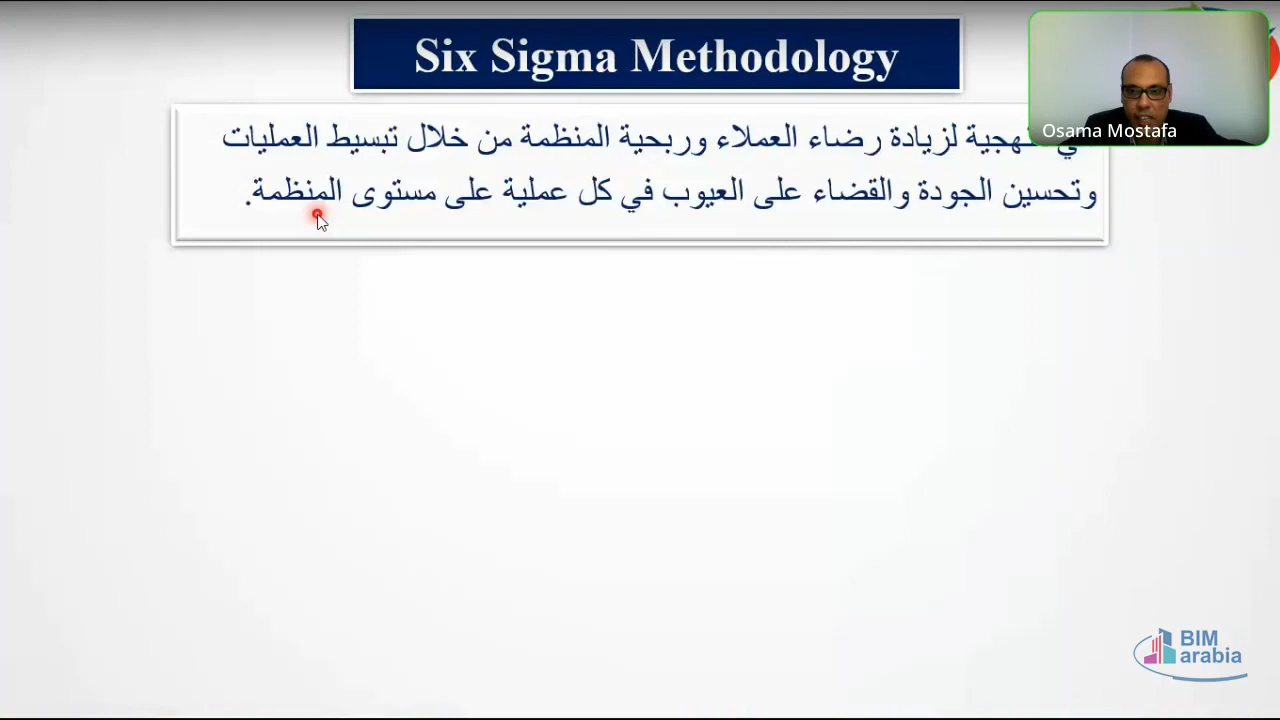 Six Sigma Methodology
Osama Mostafa
لزيادة رضاء العملاء وربحية المنظمة من خلال تبسيط العمليات
وتحسين الجودة والقضاء على العيوب في كل عملية على مستوى المنظمة.
BIM
arabia